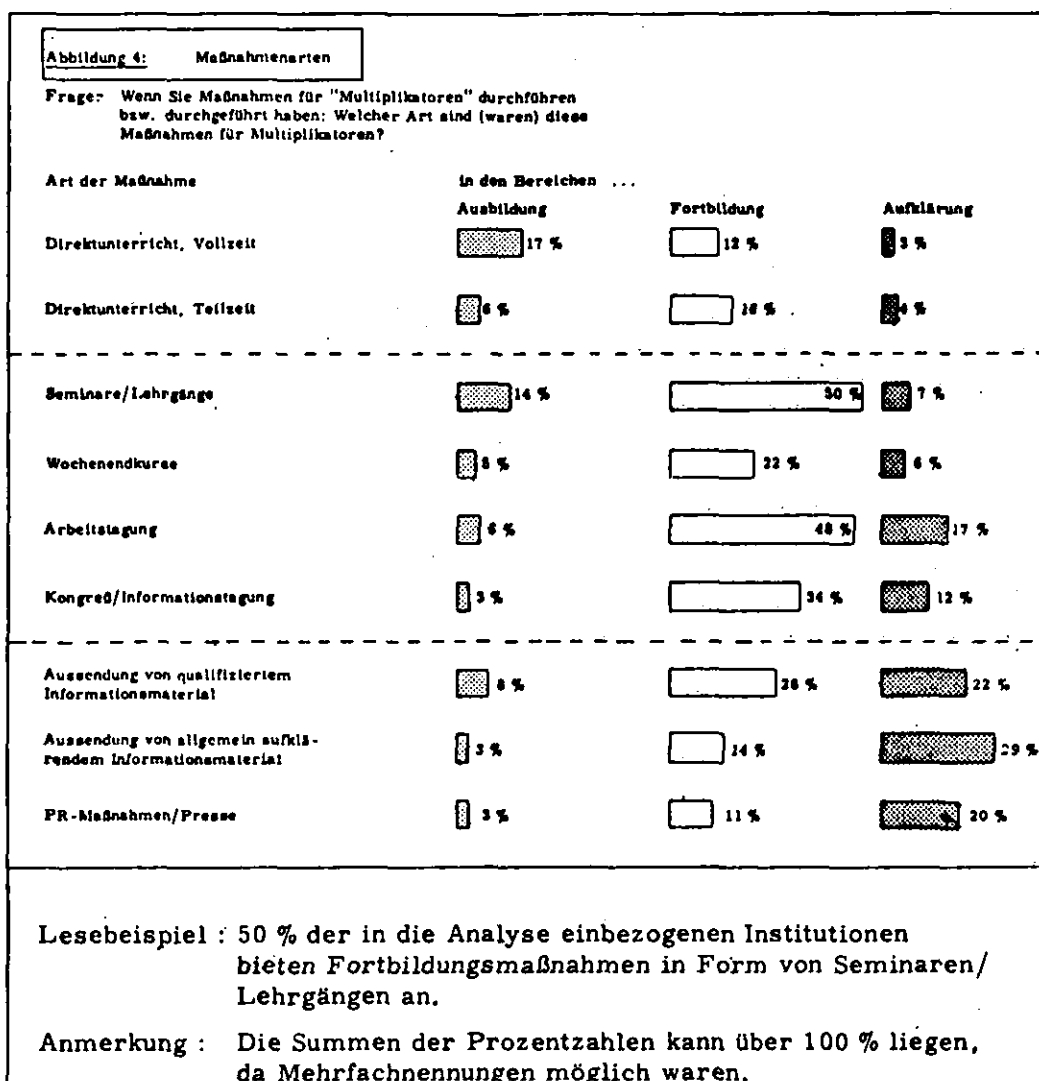 Abbildung 4: Maßnahmenarten
Frage: Wenn Sie Maßnahmen für "Multiplikatoren" durchführen
bzw. durchgeführt haben: Welcher Art sind (waren) diese
Maßnahmen für Multiplikatoren?
Art der Maßnahme in den Bereichen ...
Ausbildung Fortbildung Aufklärung
Direktunterricht, Vollzeit 17 % 12 % 3 %
Direktunterricht, Teilzeit 6 % 16 % 4 %
Seminare/Lehrgänge 14 % 50 % 7 %
Wochenendkurse 5 % 22 % 6 %
Arbeitstagung 6 % 48 % 17 %
Kongreß/Informationstagung 3 % 34 % 12 %
Aussendung von qualifiziertem
Informationsmaterial 8 % 28 % 22 %
Aussendung von allgemein aufklä-
rendem Informationsmaterial 3 % 14 % 29 %
PR-Maßnahmen/Presse 3 % 11 % 20 %
Lesebeispiel : 50 % der in die Analyse einbezogenen Institutionen
bieten Fortbildungsmaßnahmen in Form von Seminaren/
Lehrgängen an.
Anmerkung : Die Summen der Prozentzahlen kann über 100 % liegen,
da Mehrfachnennungen möglich waren.